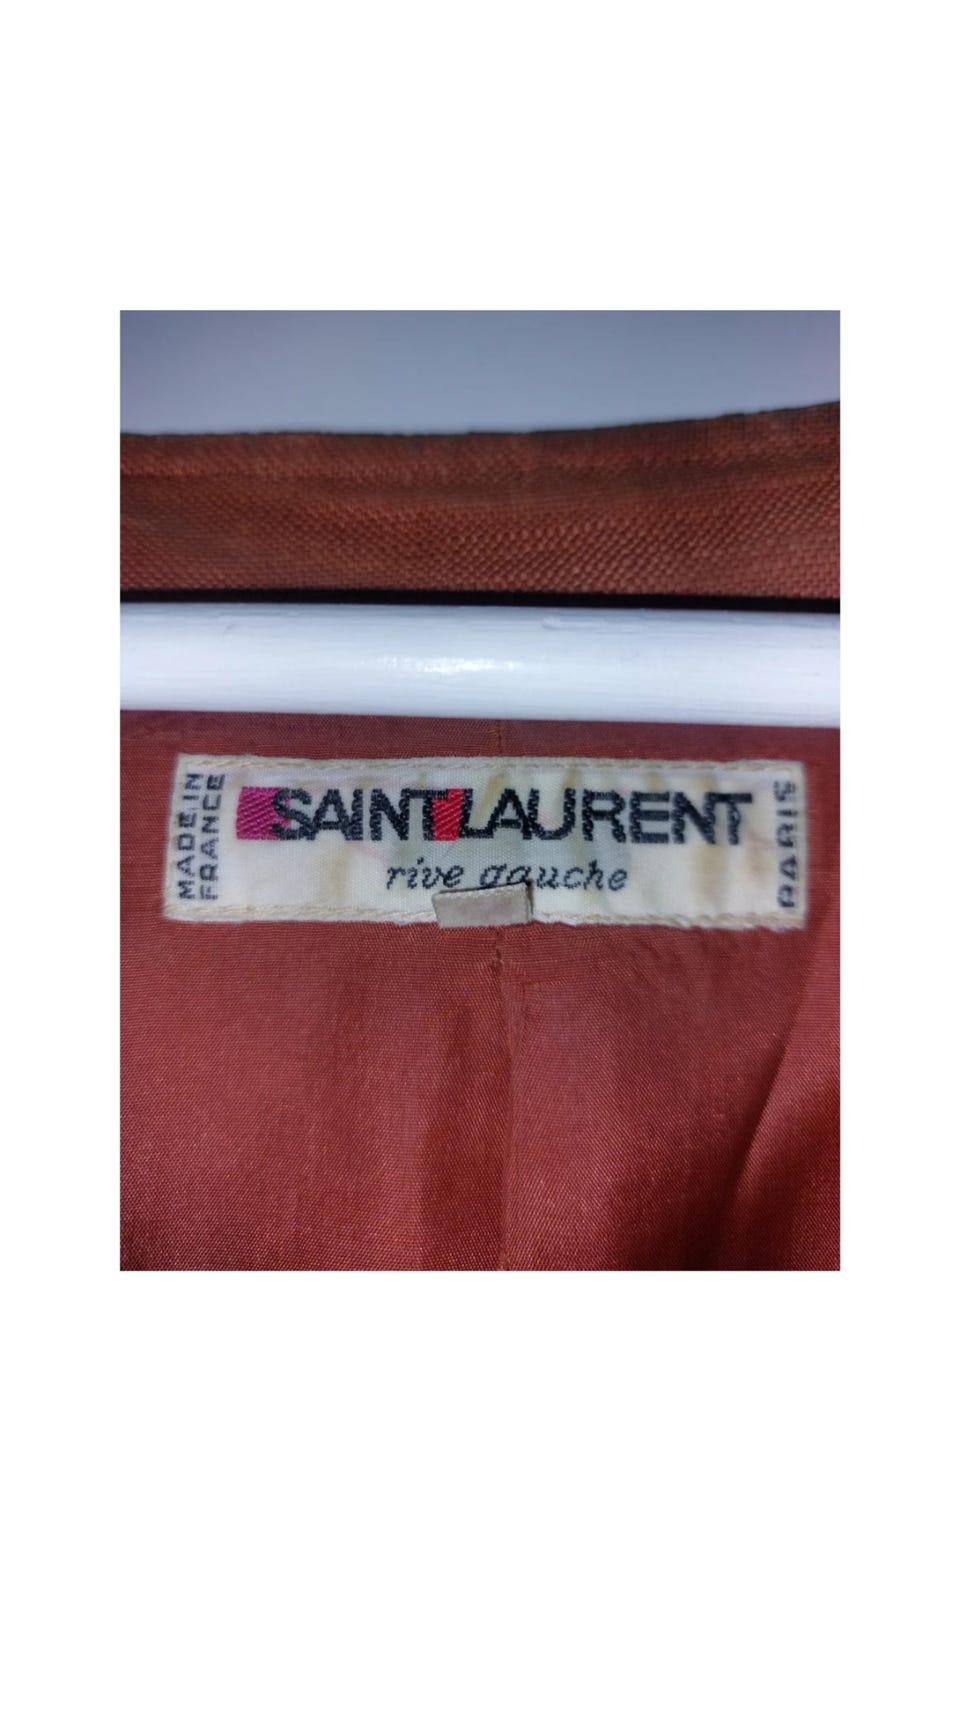 MADE IN
FRANCE
SAINT LAURENT
rive gauche
PARIS